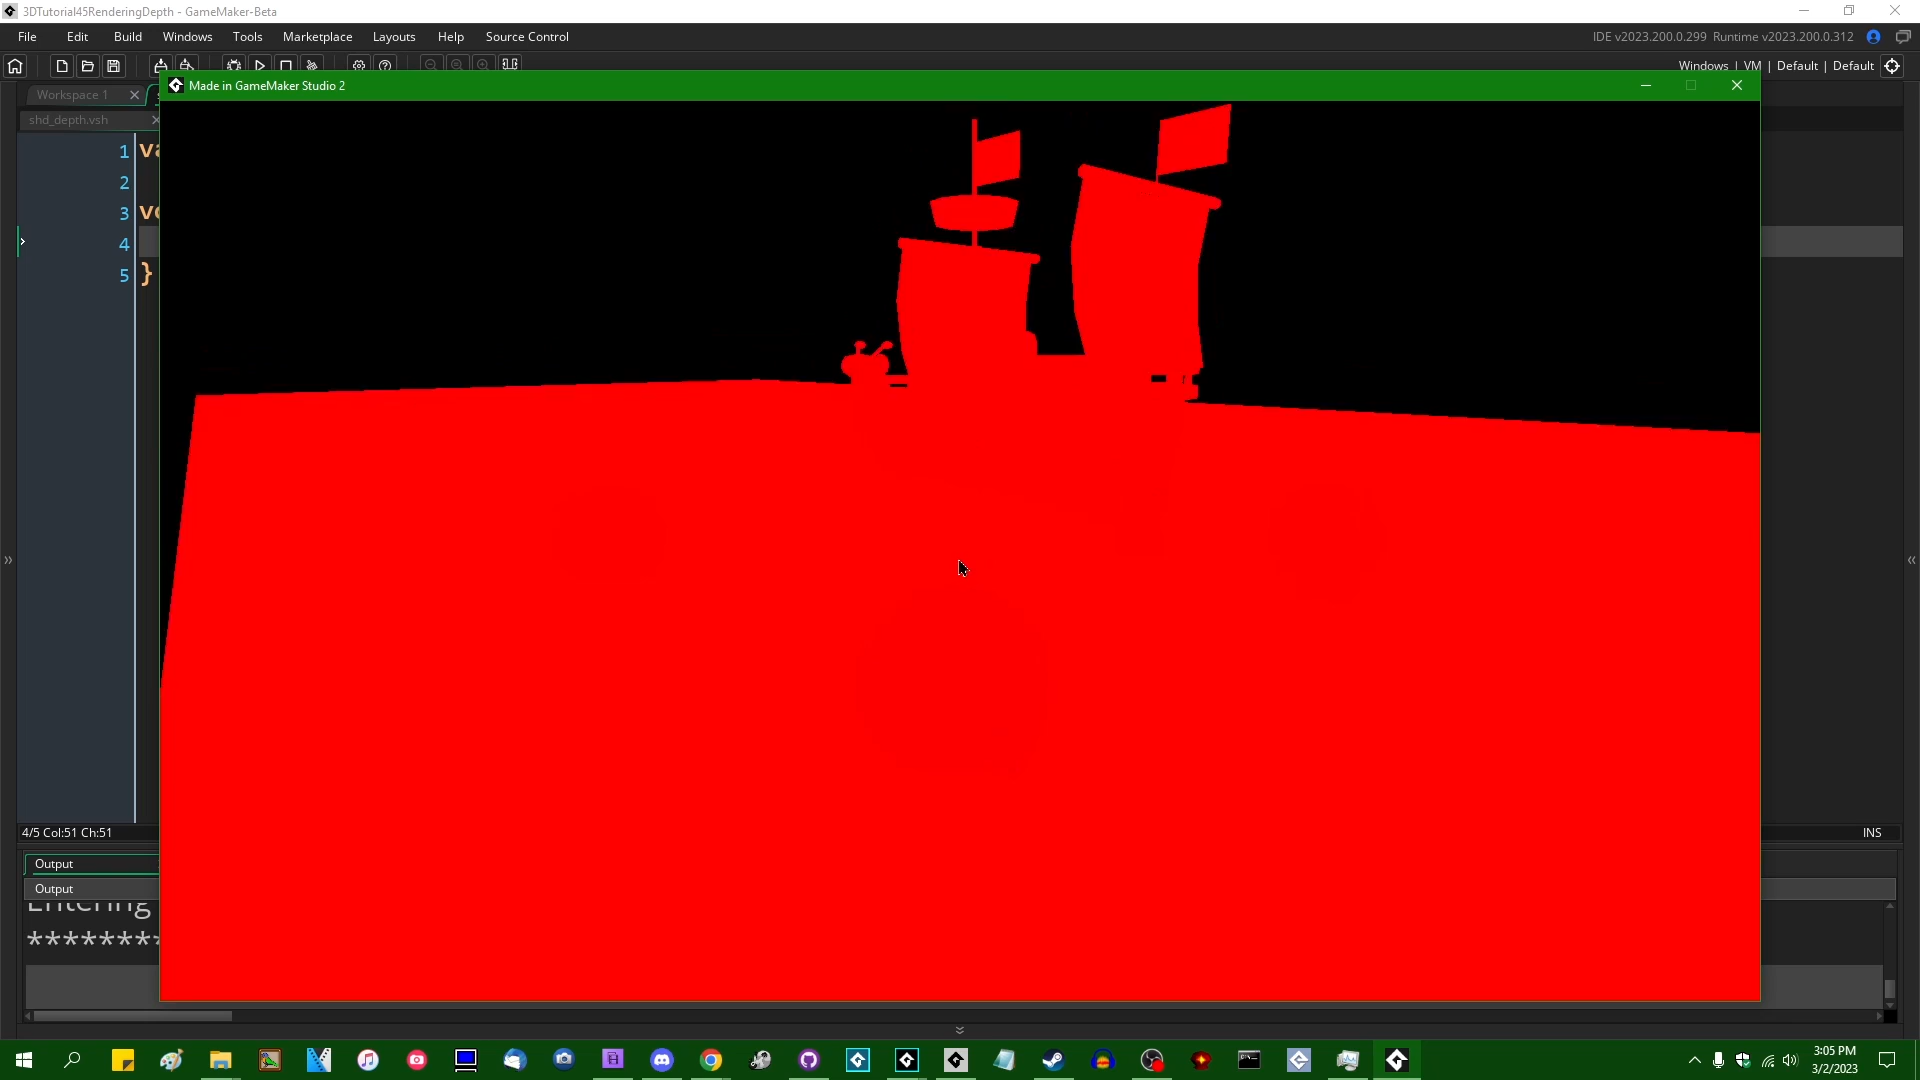 3DTutorial45RenderingDepth - GameMaker-Beta
File Edit Build Windows Tools Marketplace Layouts Help Source Control
IDE v2023.200.0.299 Runtime v2023.200.0.312
Windows | VM | Default | Default
Made in GameMaker Studio 2
Workspace 1
shd_depth.vsh
1
2
3
4
5 }
4/5 Col:51 Ch:51
INS
Output
Output
Entering
********
3:05 PM
3/2/2023